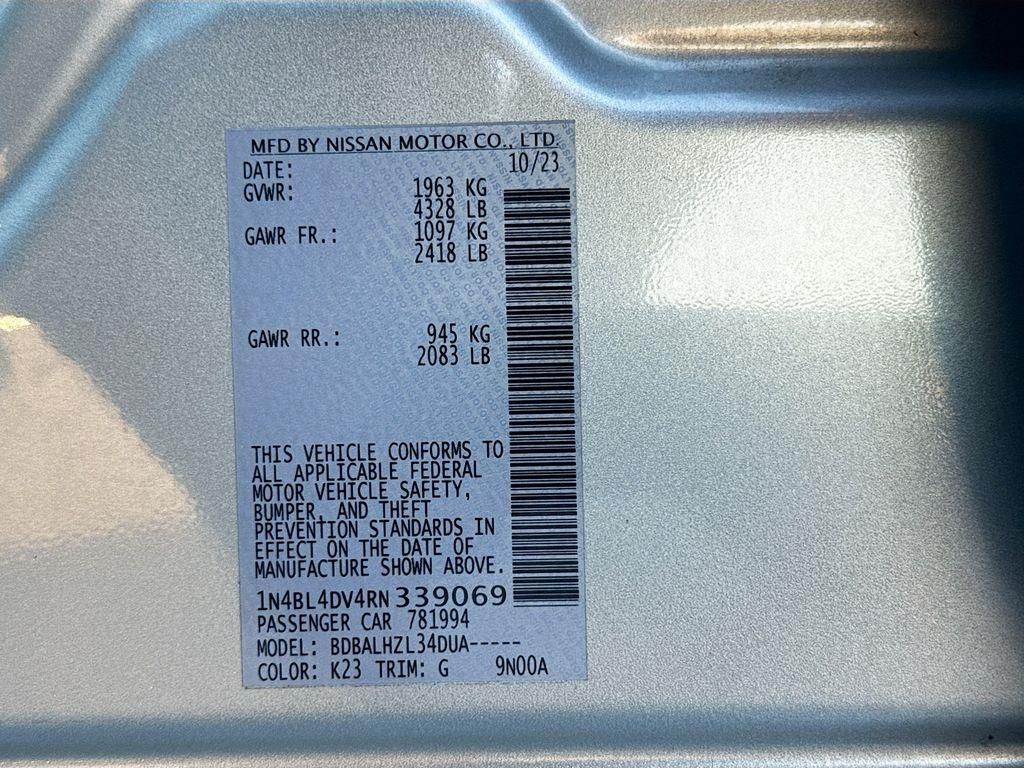 MFD BY NISSAN MOTOR CO., LTD.
DATE: 10/23
GVWR: 1963 KG
4328 LB
GAWR FR.: 1097 KG
2418 LB
GAWR RR.: 945 KG
2083 LB
THIS VEHICLE CONFORMS TO
ALL APPLICABLE FEDERAL
MOTOR VEHICLE SAFETY,
BUMPER, AND THEFT
PREVENTION STANDARDS IN
EFFECT ON THE DATE OF
MANUFACTURE SHOWN ABOVE.
1N4BL4DV4RN339069
PASSENGER CAR 781994
MODEL: BDBALHZL34DUA-----
COLOR: K23 TRIM: G 9N00A